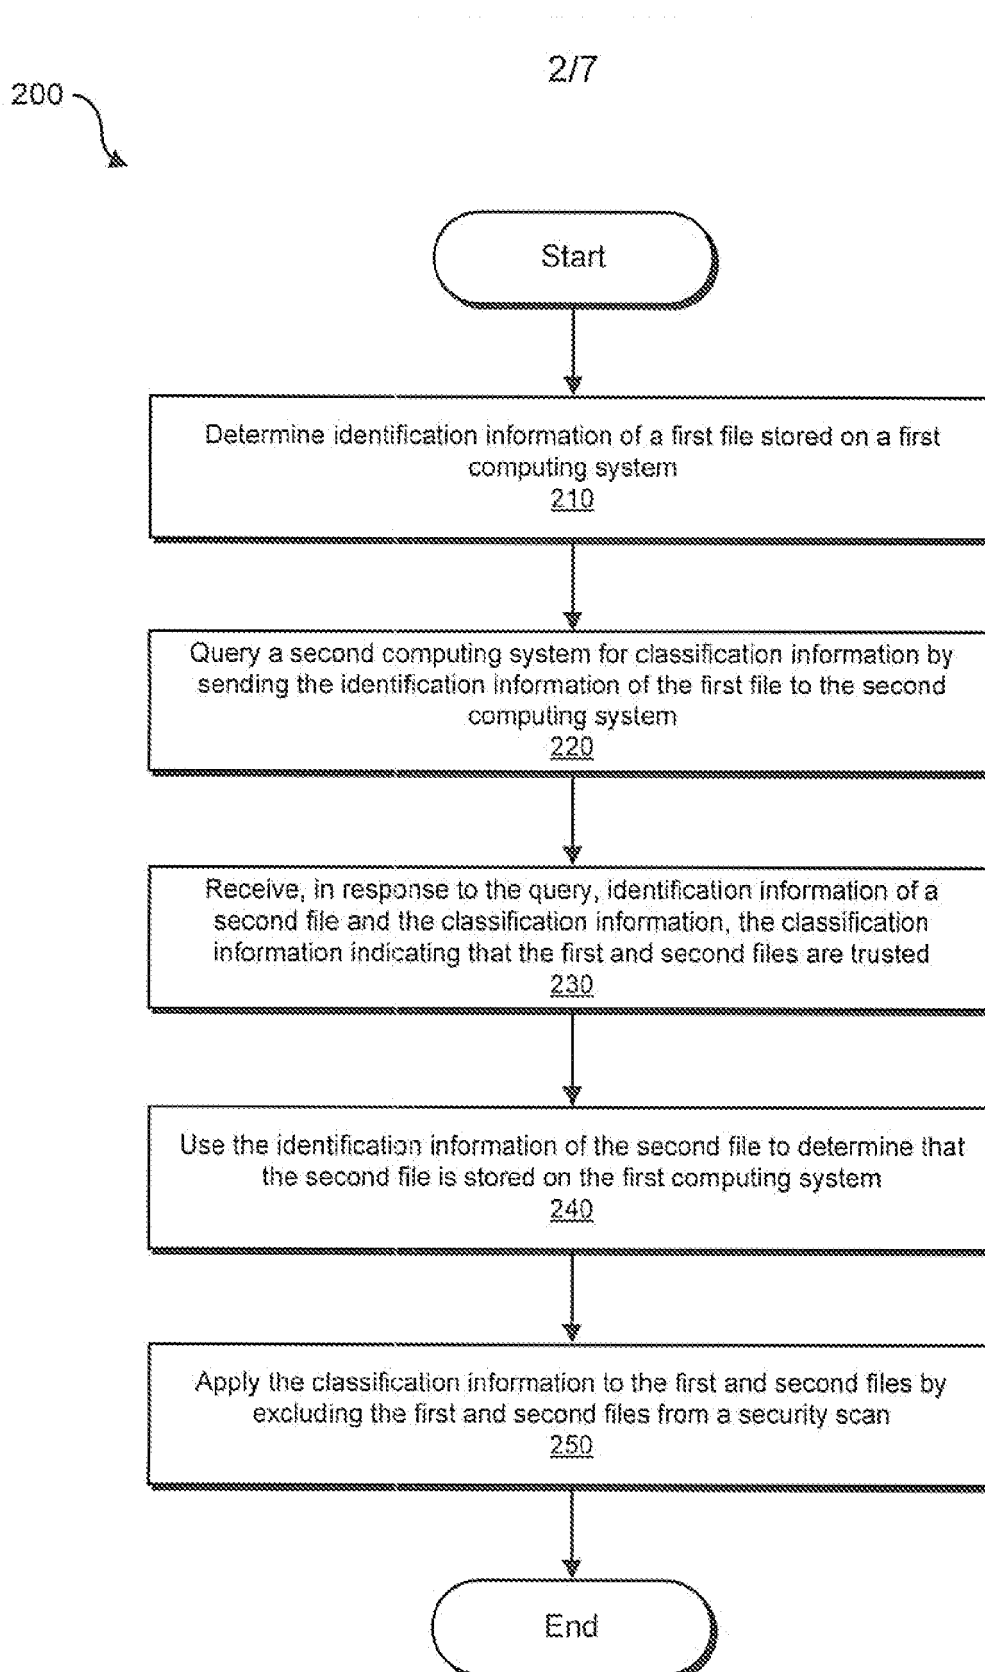 2/7
200
Start
Determine identification information of a first file stored on a first
computing system
210
Query a second computing system for classification information by
sending the identification information of the first file to the second
computing system
220
Receive, in response to the query, identification information of a
second file and the classification information, the classification
information indicating that the first and second files are trusted
230
Use the identification information of the second file to determine that
the second file is stored on the first computing system
240
Apply the classification information to the first and second files by
excluding the first and second files from a security scan
250
End